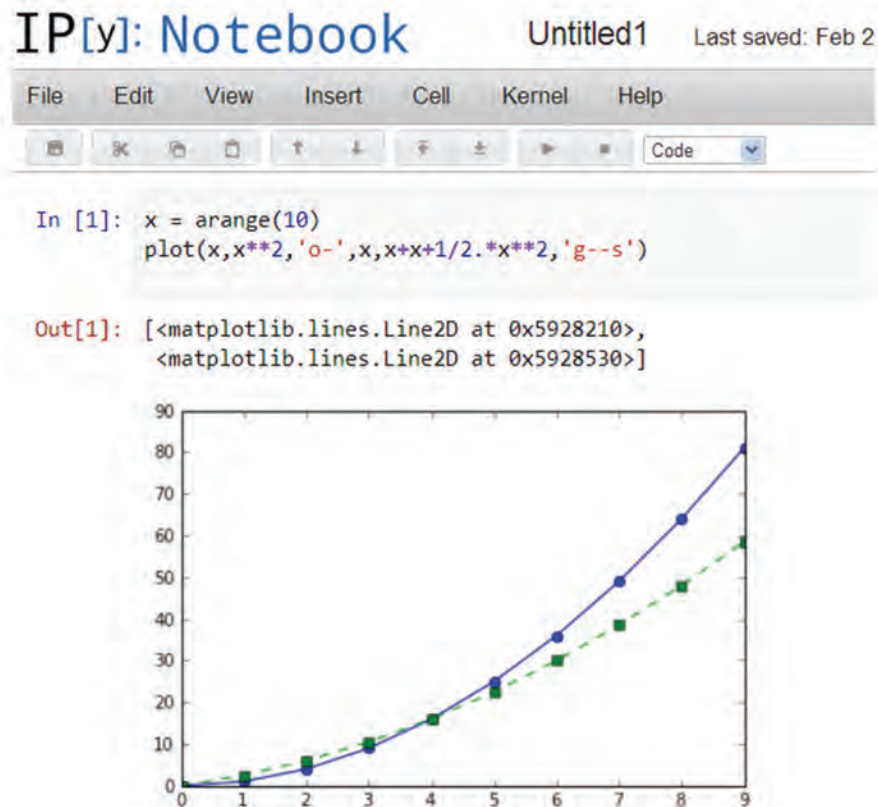 IP[y]: Notebook Untitled1 Last saved: Feb 2
File Edit View Insert Cell Kernel Help
Code
In [1]: x = arange(10)
plot(x,x**2,'o-',x,x+x+1/2.*x**2,'g--s')
Out[1]: [<matplotlib.lines.Line2D at 0x5928210>,
<matplotlib.lines.Line2D at 0x5928530>]
90
80
70
60
50
40
30
20
10
0
0 1 2 3 4 5 6 7 8 9